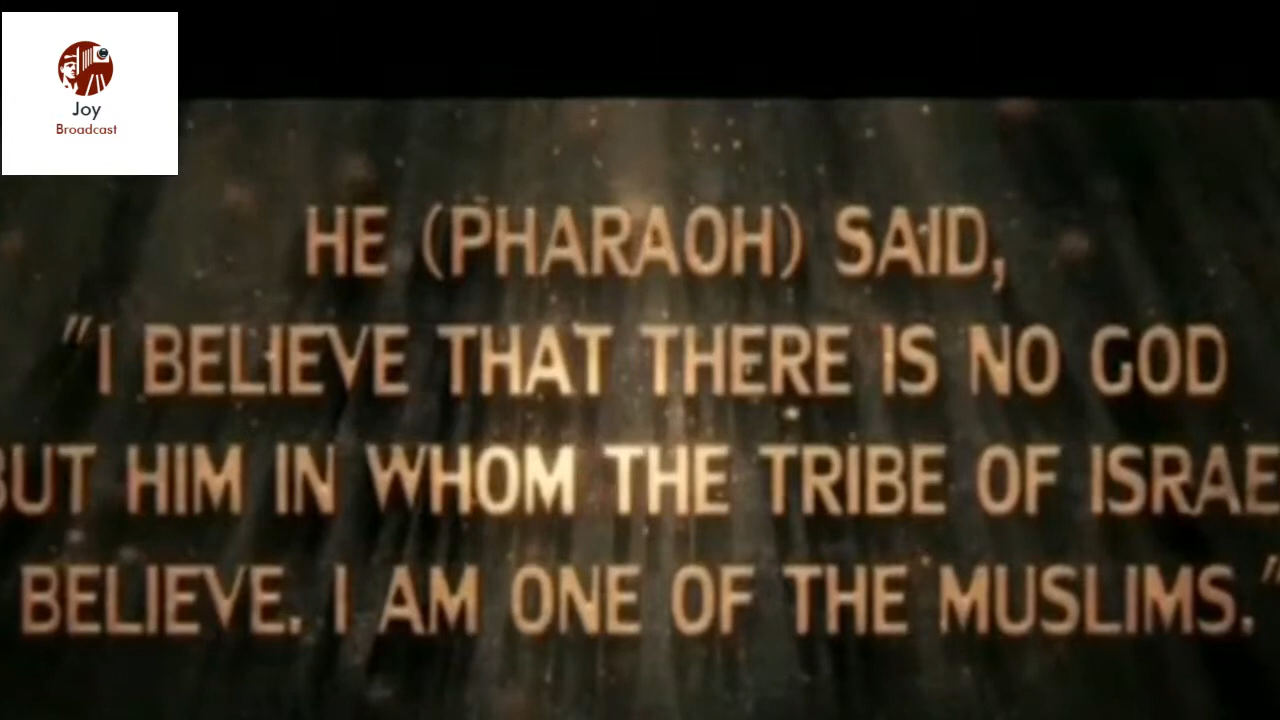 Joy
Broadcast
HE (PHARAOH) SAID,
"I BELIEVE THAT THERE IS NO GOD
BUT HIM IN WHOM THE TRIBE OF ISRAE
BELIEVE. I AM ONE OF THE MUSLIMS."